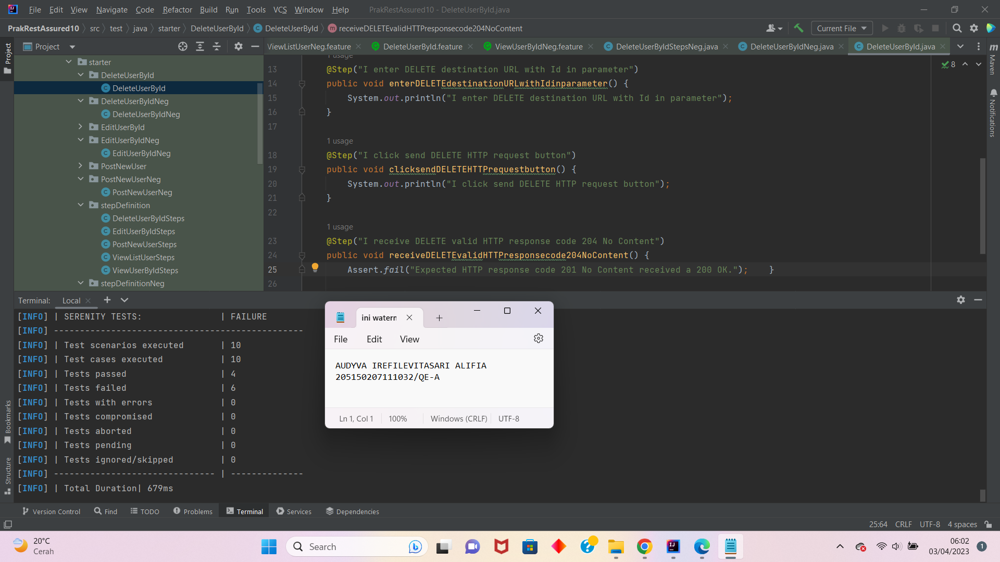 File Edit View Navigate Code Refactor Build Run Tools VCS Window Help PrakRestAssured10 - DeleteUserById.java
PrakRestAssured10 src test java starter DeleteUserById DeleteUserById receiveDELETEvalidHTTPresponsecode204NoContent Current File
Project
ViewListUserNeg.feature DeleteUserById.feature ViewUserByIdNeg.feature DeleteUserByIdStepsNeg.java DeleteUserByIdNeg.java DeleteUserById.java
Project
Maven
Notifications
Bookmarks
Structure
starter
DeleteUserById
DeleteUserById
DeleteUserByIdNeg
DeleteUserByIdNeg
EditUserById
EditUserByIdNeg
EditUserByIdNeg
PostNewUser
PostNewUserNeg
PostNewUserNeg
stepDefinition
DeleteUserByIdSteps
EditUserByIdSteps
PostNewUserSteps
ViewListUserSteps
ViewUserByIdSteps
stepDefinitionNeg
8
1 usage
13 @Step("I enter DELETE destination URL with Id in parameter")
14 public void enterDELETEdestinationURLwithIdinparameter() {
15 System.out.println("I enter DELETE destination URL with Id in parameter");
16 }
17
1 usage
18 @Step("I click send DELETE HTTP request button")
19 public void clicksendDELETEHTTPrequestbutton() {
20 System.out.println("I click send DELETE HTTP request button");
21 }
22
1 usage
23 @Step("I receive DELETE valid HTTP response code 204 No Content")
24 public void receiveDELETEvalidHTTPresponsecode204NoContent() {
25 Assert.fail("Expected HTTP response code 201 No Content received a 200 OK."); }
26
Terminal: Local
[INFO] | SERENITY TESTS: | FAILURE
[INFO] ------------------------------------------------
[INFO] | Test scenarios executed | 10
[INFO] | Test cases executed | 10
[INFO] | Tests passed | 4
[INFO] | Tests failed | 6
[INFO] | Tests with errors | 0
[INFO] | Tests compromised | 0
[INFO] | Tests aborted | 0
[INFO] | Tests pending | 0
[INFO] | Tests ignored/skipped | 0
[INFO] ------------------------------- | --------------
[INFO] | Total Duration| 679ms
ini waterm
File Edit View
AUDYVA IREFILEVITASARI ALIFIA
205150207111032/QE-A
Ln 1, Col 1 100% Windows (CRLF) UTF-8
Version Control Find TODO Problems Terminal Services Dependencies
25:64 CRLF UTF-8 4 spaces
20°C
Cerah
Search
06:02
03/04/2023
1